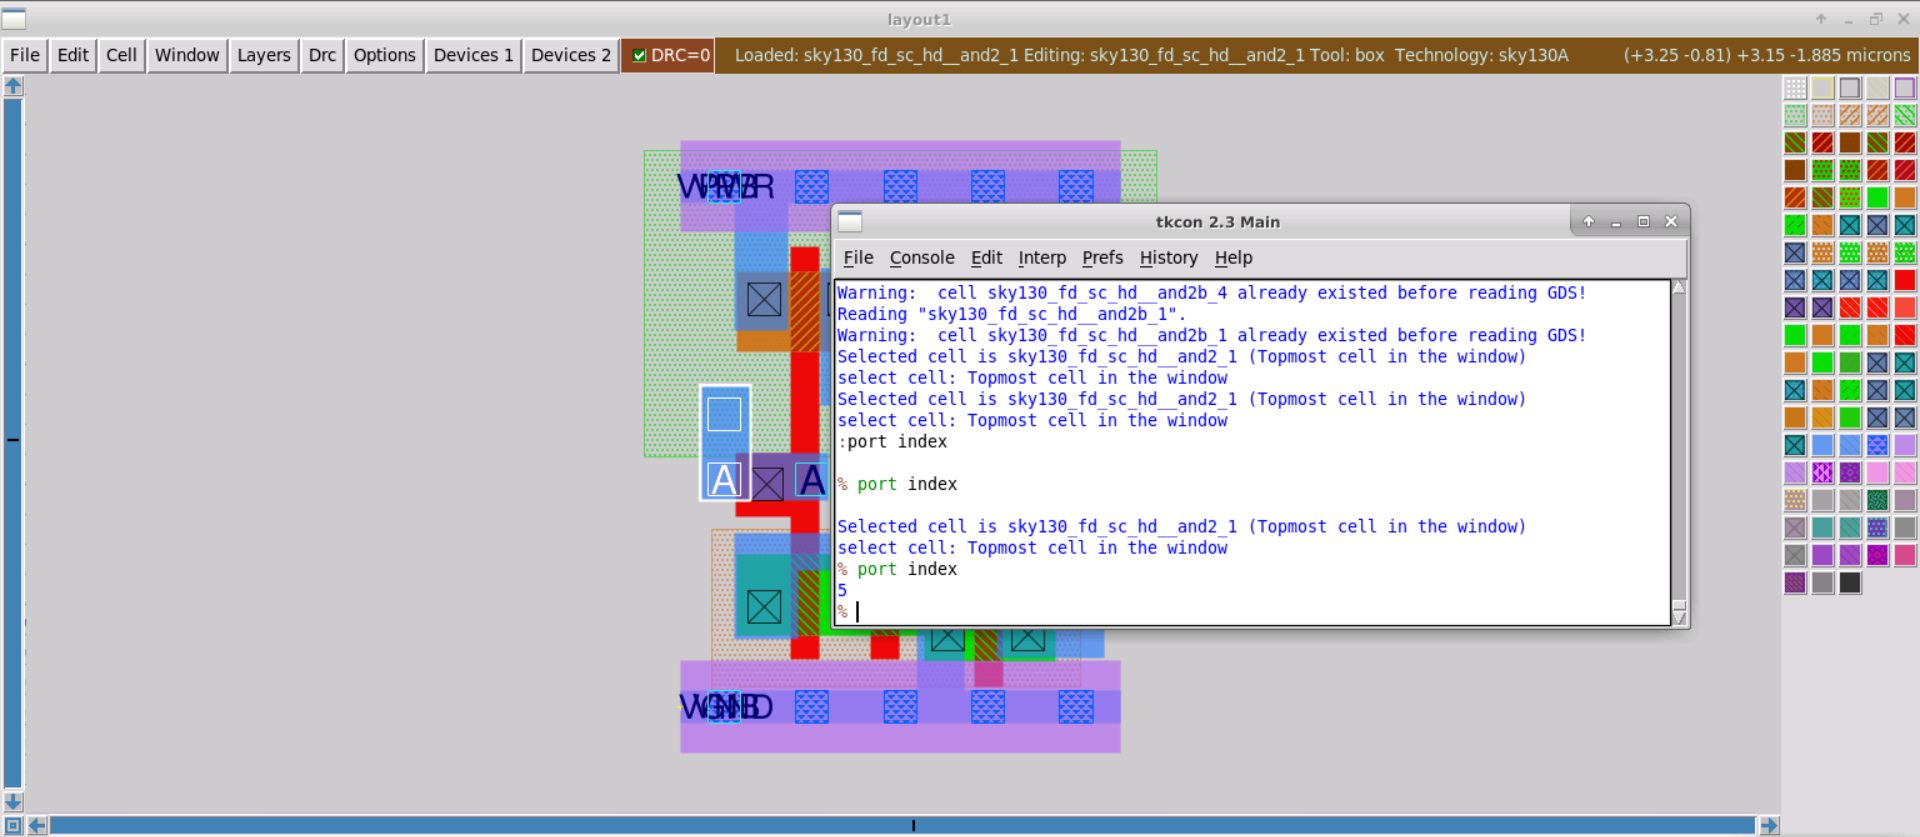 layout1
File Edit Cell Window Layers Drc Options Devices 1 Devices 2 DRC=0 Loaded: sky130_fd_sc_hd__and2_1 Editing: sky130_fd_sc_hd__and2_1 Tool: box Technology: sky130A (+3.25 -0.81) +3.15 -1.885 microns
tkcon 2.3 Main
File Console Edit Interp Prefs History Help
Warning:  cell sky130_fd_sc_hd__and2b_4 already existed before reading GDS!
Reading "sky130_fd_sc_hd__and2b_1".
Warning:  cell sky130_fd_sc_hd__and2b_1 already existed before reading GDS!
Selected cell is sky130_fd_sc_hd__and2_1 (Topmost cell in the window)
select cell: Topmost cell in the window
Selected cell is sky130_fd_sc_hd__and2_1 (Topmost cell in the window)
select cell: Topmost cell in the window
:port index
% port index
Selected cell is sky130_fd_sc_hd__and2_1 (Topmost cell in the window)
select cell: Topmost cell in the window
% port index
5
%
A A